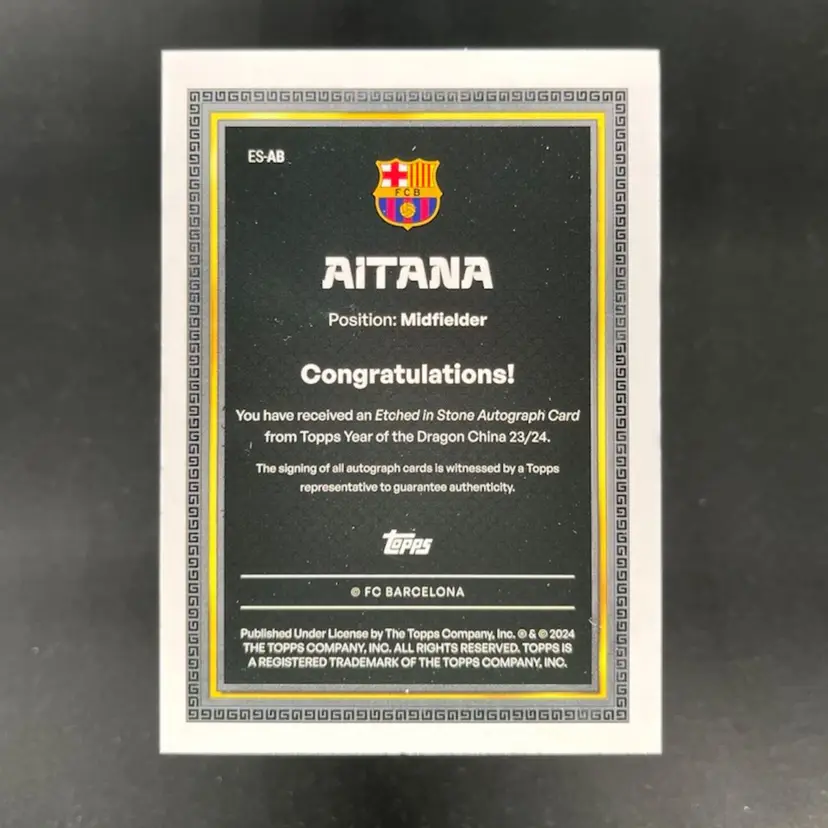 ES-AB
FCB
AITANA
Position: Midfielder
Congratulations!
You have received an Etched in Stone Autograph Card
from Topps Year of the Dragon China 23/24.
The signing of all autograph cards is witnessed by a Topps
representative to guarantee authenticity.
topps
© FC BARCELONA
Published Under License by The Topps Company, Inc. ® & © 2024
THE TOPPS COMPANY, INC. ALL RIGHTS RESERVED. TOPPS IS
A REGISTERED TRADEMARK OF THE TOPPS COMPANY, INC.